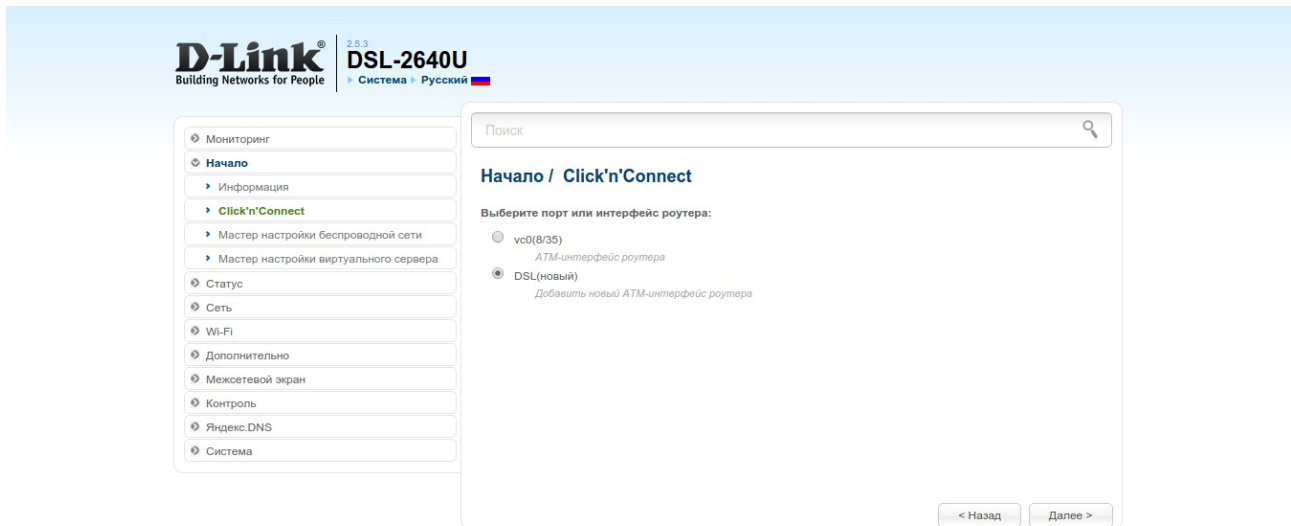 D-Link®
Building Networks for People
2.5.3
DSL-2640U
Система Русский
Мониторинг
Начало
Информация
Click'n'Connect
Мастер настройки беспроводной сети
Мастер настройки виртуального сервера
Статус
Сеть
Wi-Fi
Дополнительно
Межсетевой экран
Контроль
Яндекс.DNS
Система
Поиск
Начало / Click'n'Connect
Выберите порт или интерфейс роутера:
vc0(8/35)
ATM-интерфейс роутера
DSL(новый)
Добавить новый ATM-интерфейс роутера
< Назад
Далее >